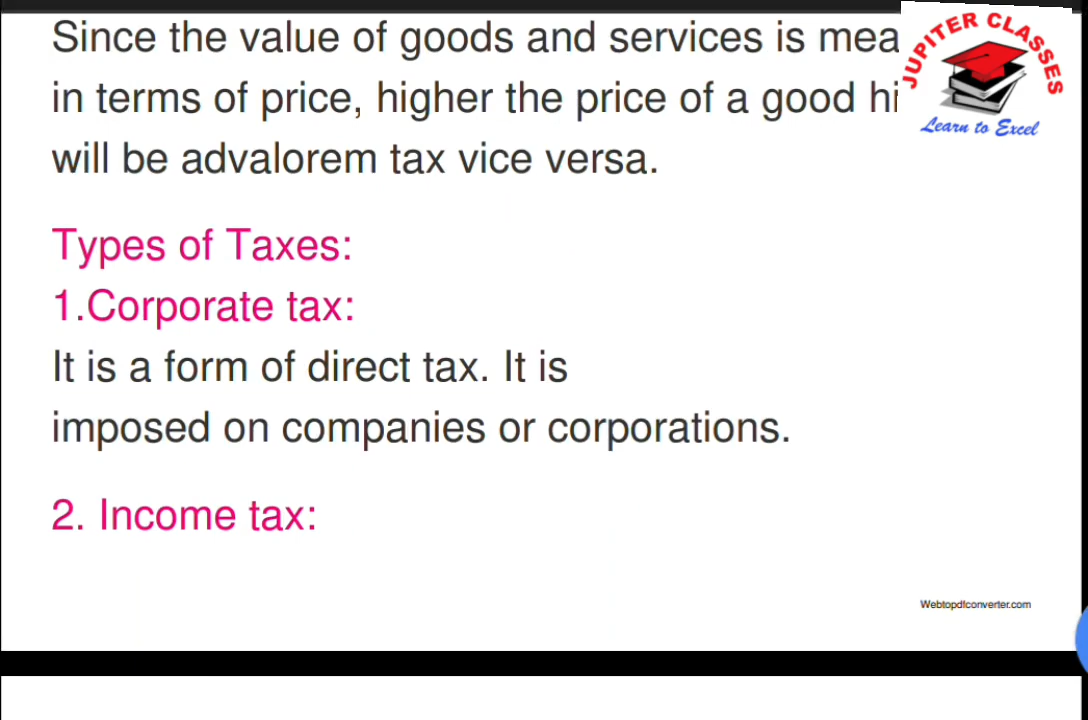 Since the value of goods and services is mea
in terms of price, higher the price of a good hi
will be advalorem tax vice versa.
JUPITER CLASSES
Learn to Excel
Types of Taxes:
1.Corporate tax:
It is a form of direct tax. It is
imposed on companies or corporations.
2. Income tax:
Webtopdfconverter.com